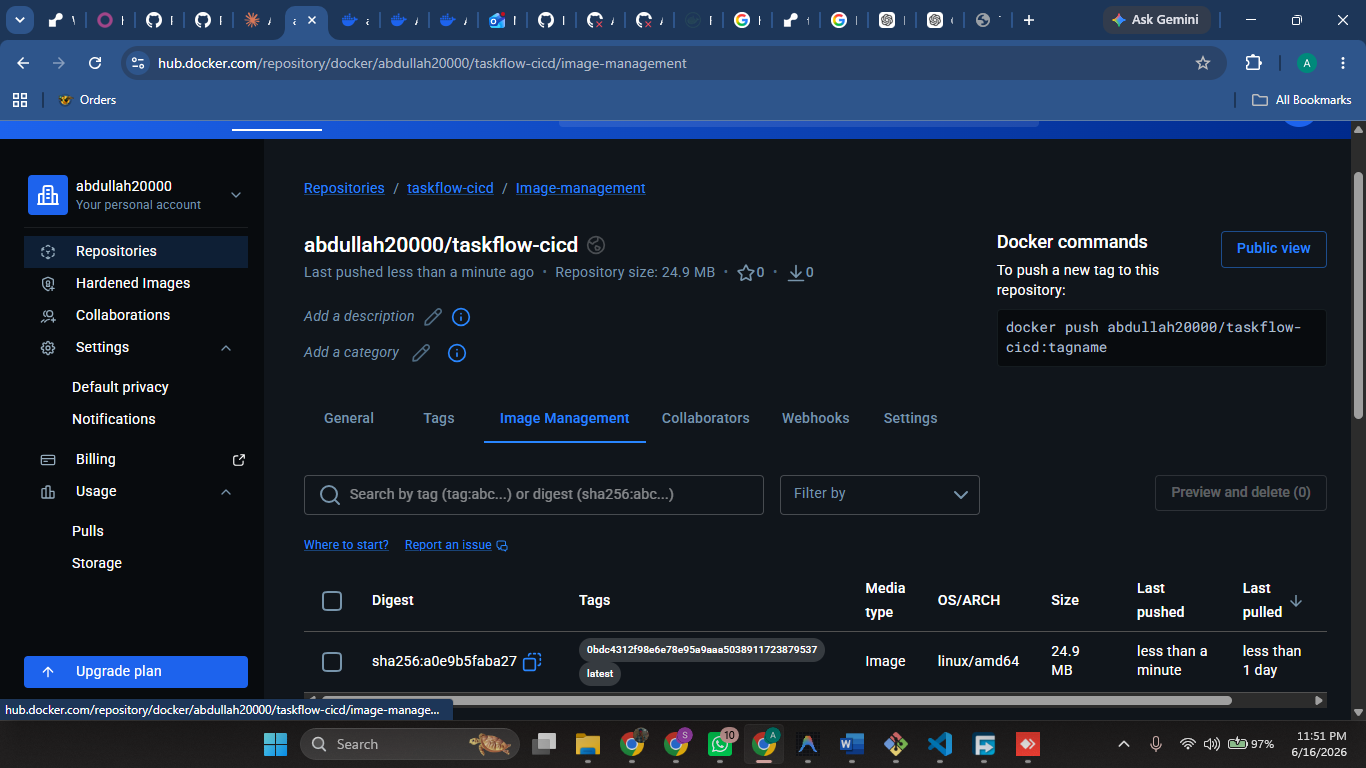 Ask Gemini
hub.docker.com/repository/docker/abdullah20000/taskflow-cicd/image-management
A
Orders
All Bookmarks
abdullah20000
Your personal account
Repositories
Hardened Images
Collaborations
Settings
Default privacy
Notifications
Billing
Usage
Pulls
Storage
Upgrade plan
Repositories / taskflow-cicd / Image-management
abdullah20000/taskflow-cicd
Last pushed less than a minute ago · Repository size: 24.9 MB · 0 · 0
Add a description
Add a category
Docker commands
Public view
To push a new tag to this
repository:
docker push abdullah20000/taskflow-
cicd:tagname
General Tags Image Management Collaborators Webhooks Settings
Search by tag (tag:abc...) or digest (sha256:abc...)
Filter by
Preview and delete (0)
Where to start? Report an issue
Digest Tags Media type OS/ARCH Size Last pushed Last pulled
sha256:a0e9b5faba27
0bdc4312f98e6e78e95a9aaa5038911723879537
latest
Image
linux/amd64
24.9
MB
less than a
minute
less than
1 day
hub.docker.com/repository/docker/abdullah20000/taskflow-cicd/image-manage...
Search
S
10
A
97%
11:51 PM
6/16/2026